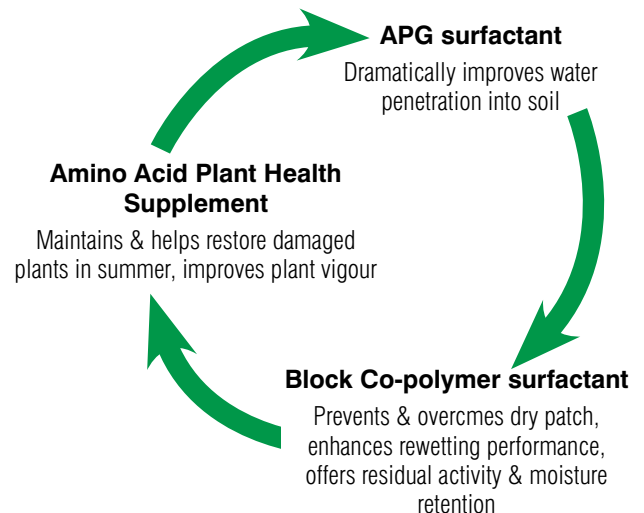 APG surfactant
Dramatically improves water
penetration into soil
Amino Acid Plant Health
Supplement
Maintains & helps restore damaged
plants in summer, improves plant vigour
Block Co-polymer surfactant
Prevents & overcmes dry patch,
enhances rewetting performance,
offers residual activity & moisture
retention